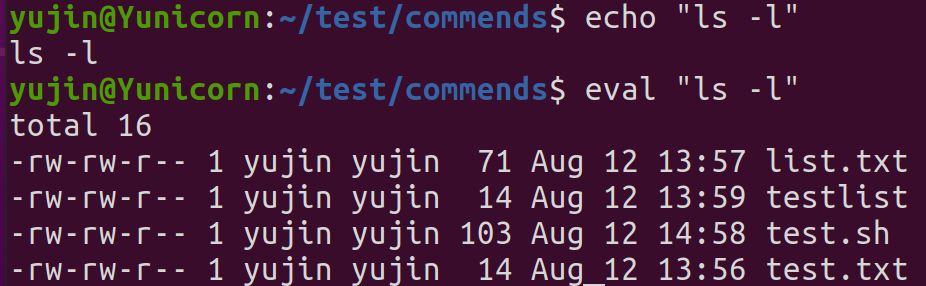 yujin@Yunicorn:~/test/commends$ echo "ls -l"
ls -l
yujin@Yunicorn:~/test/commends$ eval "ls -l"
total 16
-rw-rw-r-- 1 yujin yujin  71 Aug 12 13:57 list.txt
-rw-rw-r-- 1 yujin yujin  14 Aug 12 13:59 testlist
-rw-rw-r-- 1 yujin yujin 103 Aug 12 14:58 test.sh
-rw-rw-r-- 1 yujin yujin  14 Aug 12 13:56 test.txt